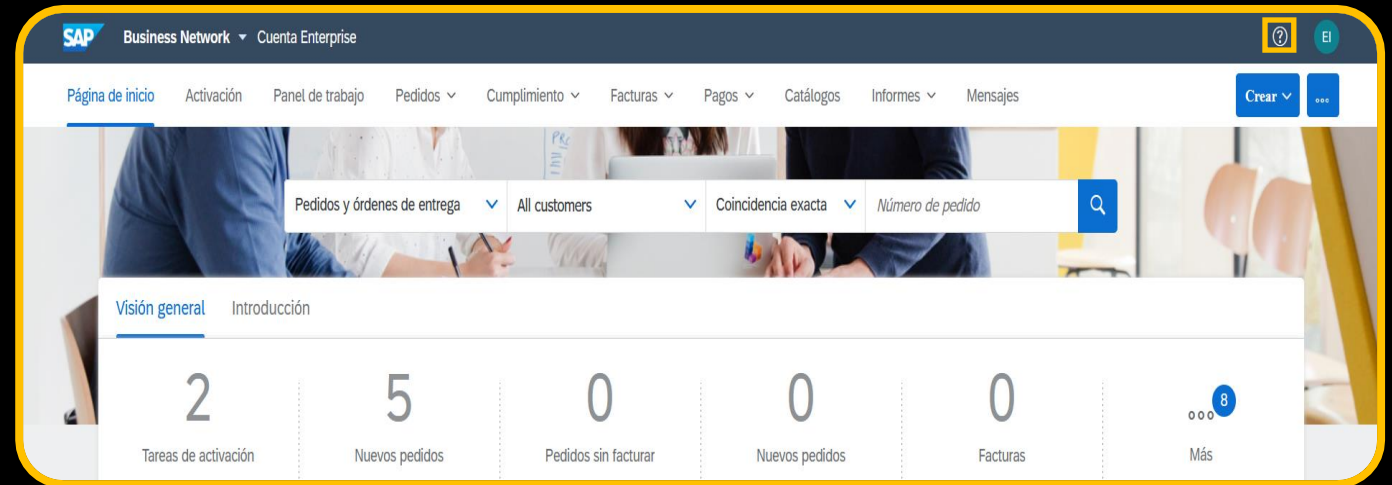 SAP Business Network Cuenta Enterprise ? EI
Página de inicio Activación Panel de trabajo Pedidos Cumplimiento Facturas Pagos Catálogos Informes Mensajes Crear
Pedidos y órdenes de entrega All customers Coincidencia exacta Número de pedido
Visión general Introducción
2 5 0 0 0 8
Tareas de activación Nuevos pedidos Pedidos sin facturar Nuevos pedidos Facturas Más